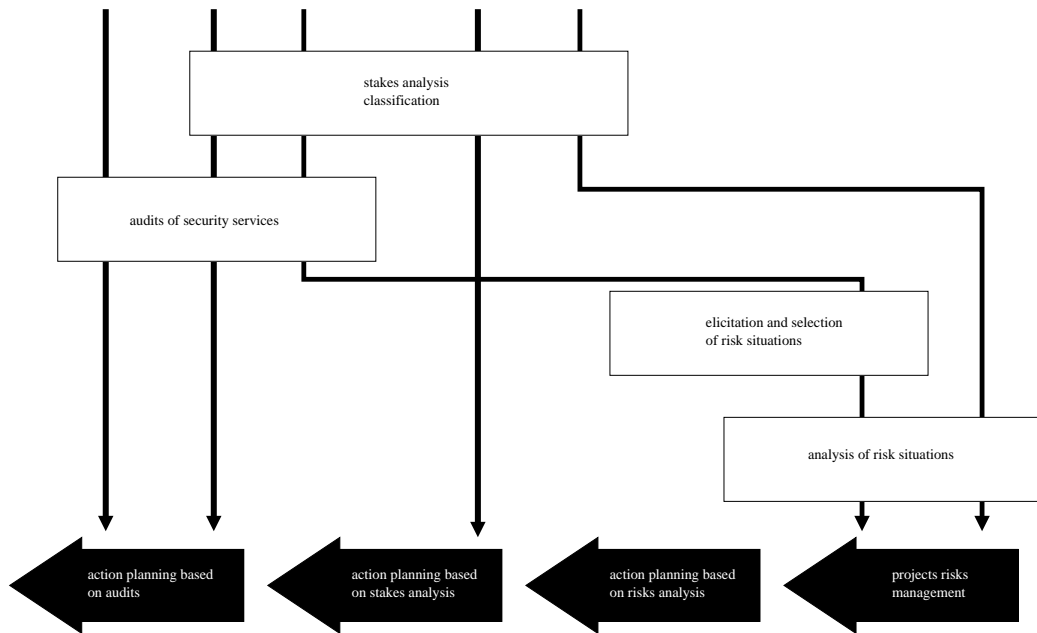 stakes analysis
classification
audits of security services
elicitation and selection
of risk situations
analysis of risk situations
action planning based
on audits
action planning based
on stakes analysis
action planning based
on risks analysis
projects risks
management